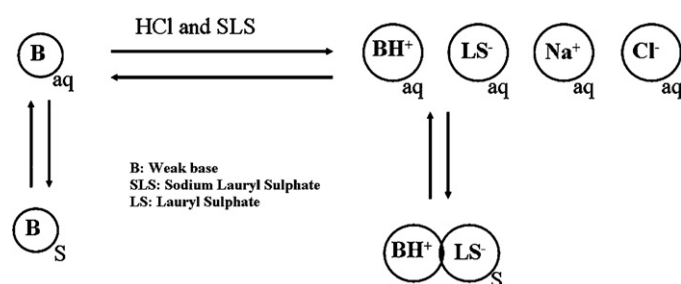 HCl and SLS
B aq
BH⁺ aq LS⁻ aq Na⁺ aq Cl⁻ aq
B: Weak base
SLS: Sodium Lauryl Sulphate
LS: Lauryl Sulphate
B S
BH⁺ LS⁻ S